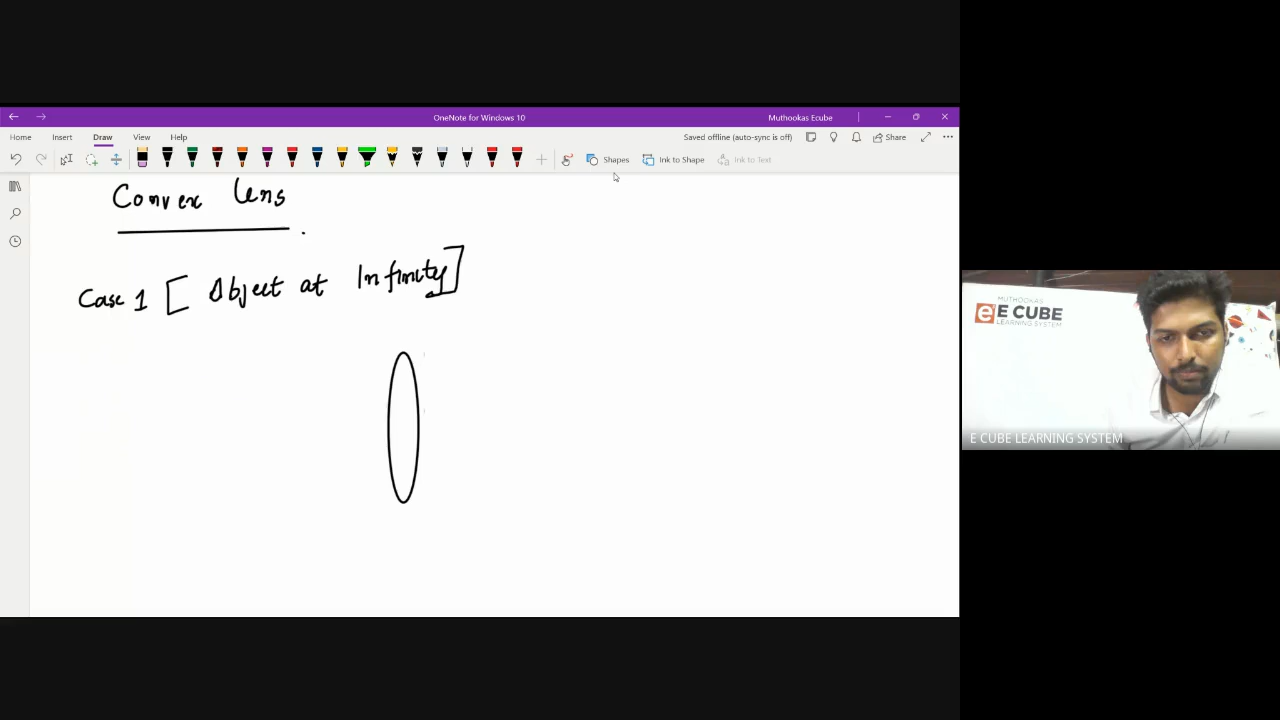 OneNote for Windows 10
Muthookas Ecube
Home Insert Draw View Help
Saved offline (auto-sync is off)
Share
Shapes
Ink to Shape
Ink to Text
Convex lens
Case 1 [ Object at Infinity]
MUTHOOKAS
e E CUBE
LEARNING SYSTEM
E CUBE LEARNING SYSTEM